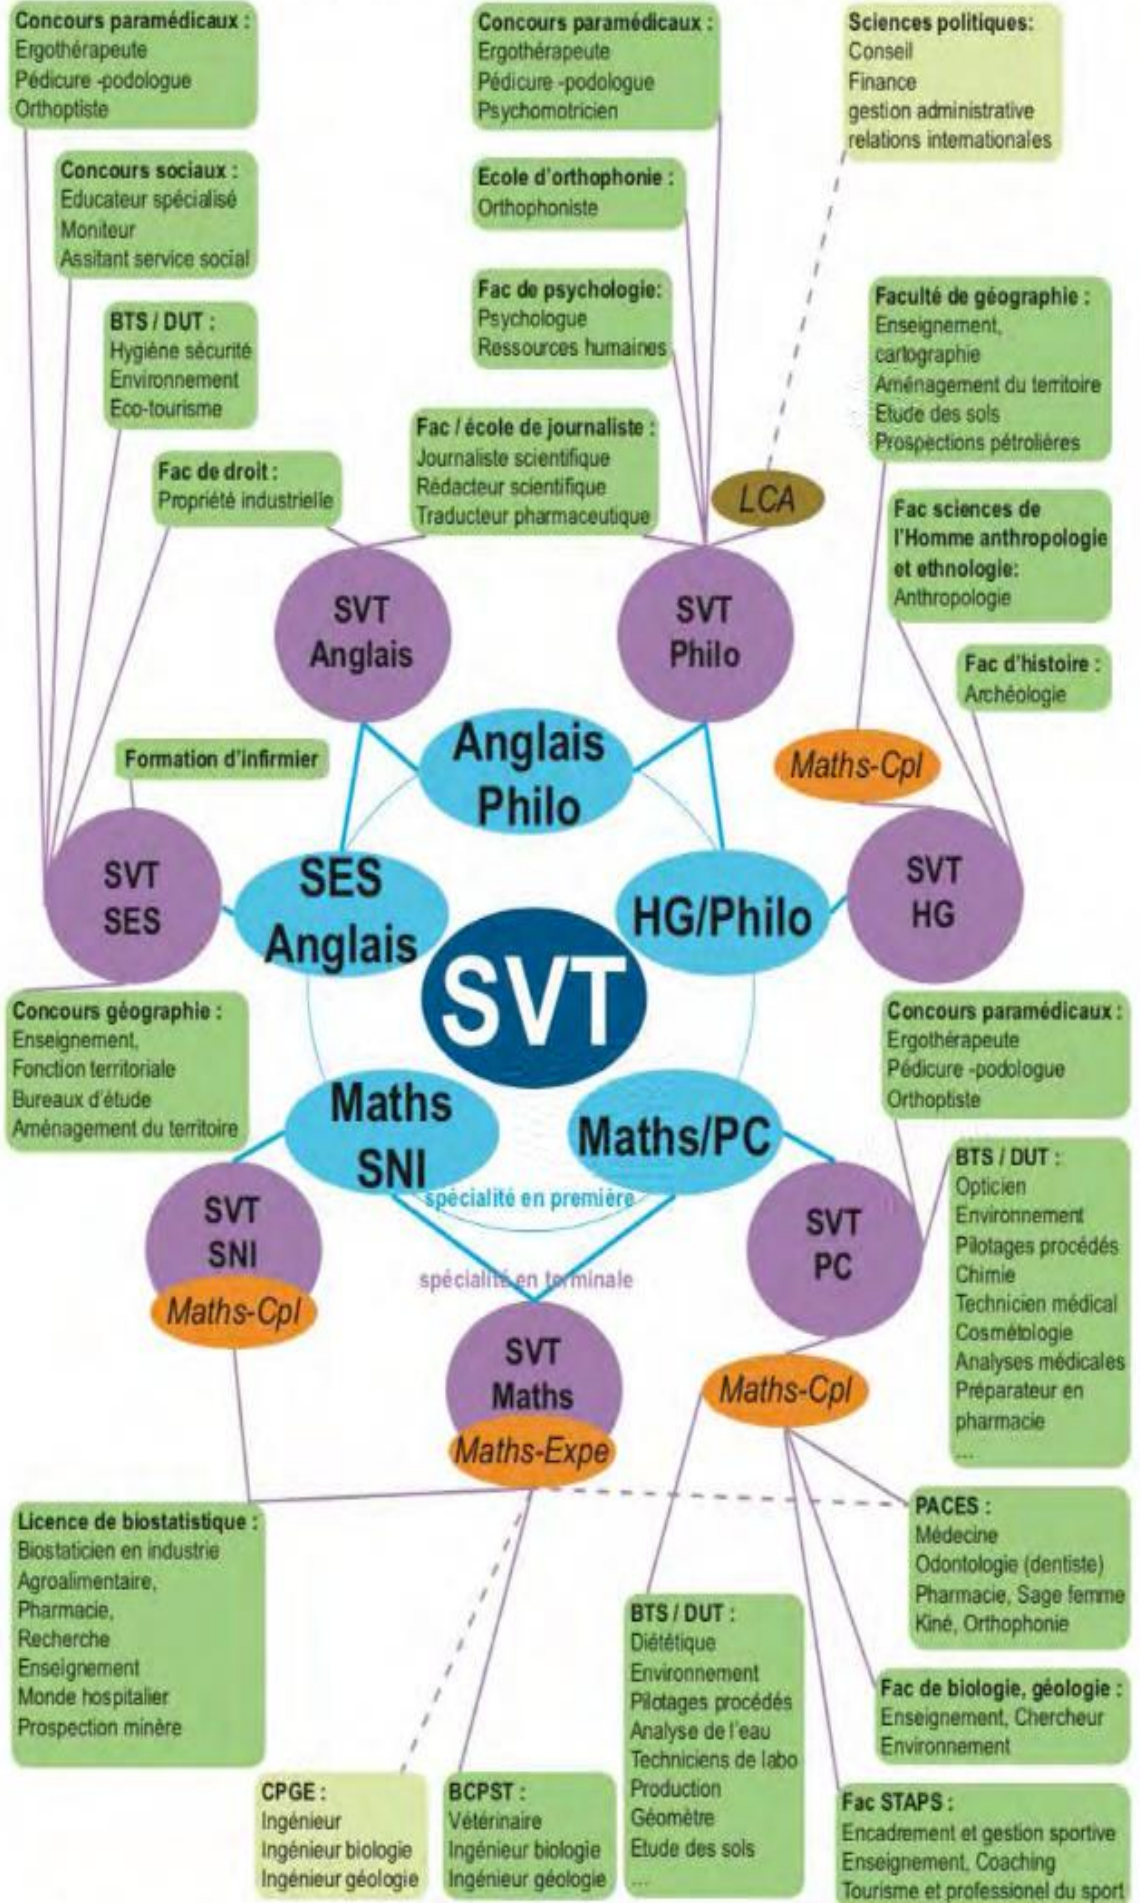 Concours paramédicaux :
Ergothérapeute
Pédicure -podologue
Orthoptiste
Concours sociaux :
Educateur spécialisé
Moniteur
Assitant service social
BTS / DUT :
Hygiène sécurité
Environnement
Eco-tourisme
Fac de droit :
Propriété industrielle
Concours paramédicaux :
Ergothérapeute
Pédicure -podologue
Psychomotricien
Ecole d'orthophonie :
Orthophoniste
Fac de psychologie:
Psychologue
Ressources humaines
Fac / école de journaliste :
Journaliste scientifique
Rédacteur scientifique
Traducteur pharmaceutique
Sciences politiques:
Conseil
Finance
gestion administrative
relations internationales
LCA
Faculté de géographie :
Enseignement,
cartographie
Aménagement du territoire
Etude des sols
Prospections pétrolières
Fac sciences de
l'Homme anthropologie
et ethnologie:
Anthropologie
Fac d'histoire :
Archéologie
SVT
Anglais
SVT
Philo
Anglais
Philo
Maths-Cpl
Formation d'infirmier
SVT
SES
SES
Anglais
HG/Philo
SVT
HG
SVT
Concours géographie :
Enseignement,
Fonction territoriale
Bureaux d'étude
Aménagement du territoire
Maths
SNI
Maths/PC
spécialité en première
spécialité en terminale
Concours paramédicaux :
Ergothérapeute
Pédicure -podologue
Orthoptiste
BTS / DUT :
Opticien
Environnement
Pilotages procédés
Chimie
Technicien médical
Cosmétologie
Analyses médicales
Préparateur en
pharmacie
...
SVT
SNI
Maths-Cpl
SVT
Maths
Maths-Expe
SVT
PC
Maths-Cpl
PACES :
Médecine
Odontologie (dentiste)
Pharmacie, Sage femme
Kiné, Orthophonie
Licence de biostatistique :
Biostaticien en industrie
Agroalimentaire,
Pharmacie,
Recherche
Enseignement
Monde hospitalier
Prospection minère
CPGE :
Ingénieur
Ingénieur biologie
Ingénieur géologie
BCPST :
Vétérinaire
Ingénieur biologie
Ingénieur géologie
BTS / DUT :
Diététique
Environnement
Pilotages procédés
Analyse de l'eau
Techniciens de labo
Production
Géomètre
Etude des sols
...
Fac de biologie, géologie :
Enseignement, Chercheur
Environnement
Fac STAPS :
Encadrement et gestion sportive
Enseignement, Coaching
Tourisme et professionel du sport